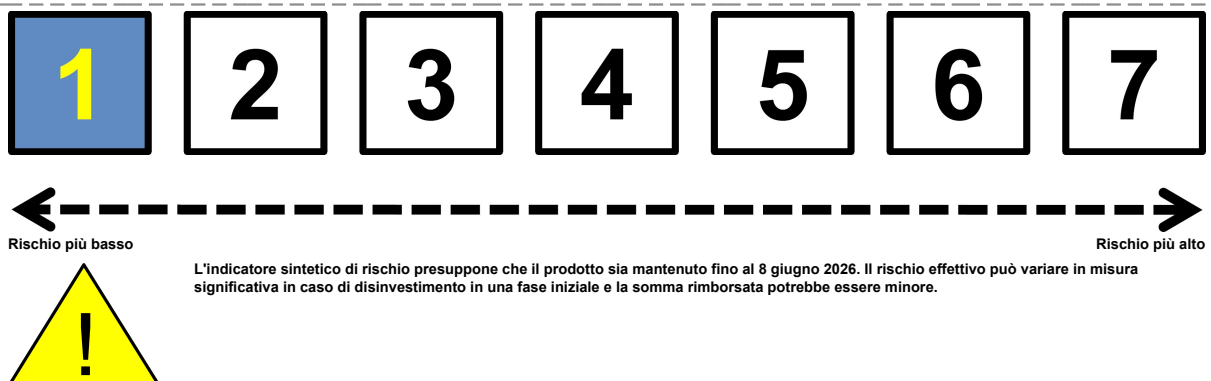 1 2 3 4 5 6 7
Rischio più basso Rischio più alto
L'indicatore sintetico di rischio presuppone che il prodotto sia mantenuto fino al 8 giugno 2026. Il rischio effettivo può variare in misura
significativa in caso di disinvestimento in una fase iniziale e la somma rimborsata potrebbe essere minore.
!